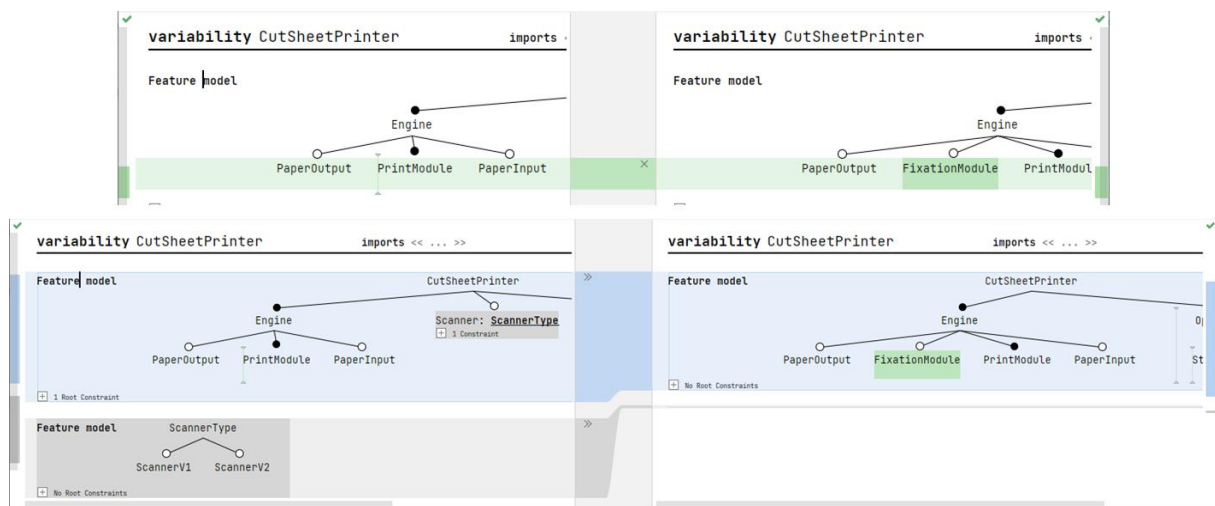 variability CutSheetPrinter imports
Feature model
Engine
PaperOutput PrintModule PaperInput
variability CutSheetPrinter imports
Feature model
Engine
PaperOutput FixationModule PrintModul
variability CutSheetPrinter imports << ... >>
Feature model CutSheetPrinter
Engine Scanner: ScannerType
1 Constraint
PaperOutput PrintModule PaperInput
1 Root Constraint
Feature model ScannerType
ScannerV1 ScannerV2
No Root Constraints
variability CutSheetPrinter imports << ... >>
Feature model CutSheetPrinter
Engine
PaperOutput FixationModule PrintModule PaperInput St
No Root Constraints